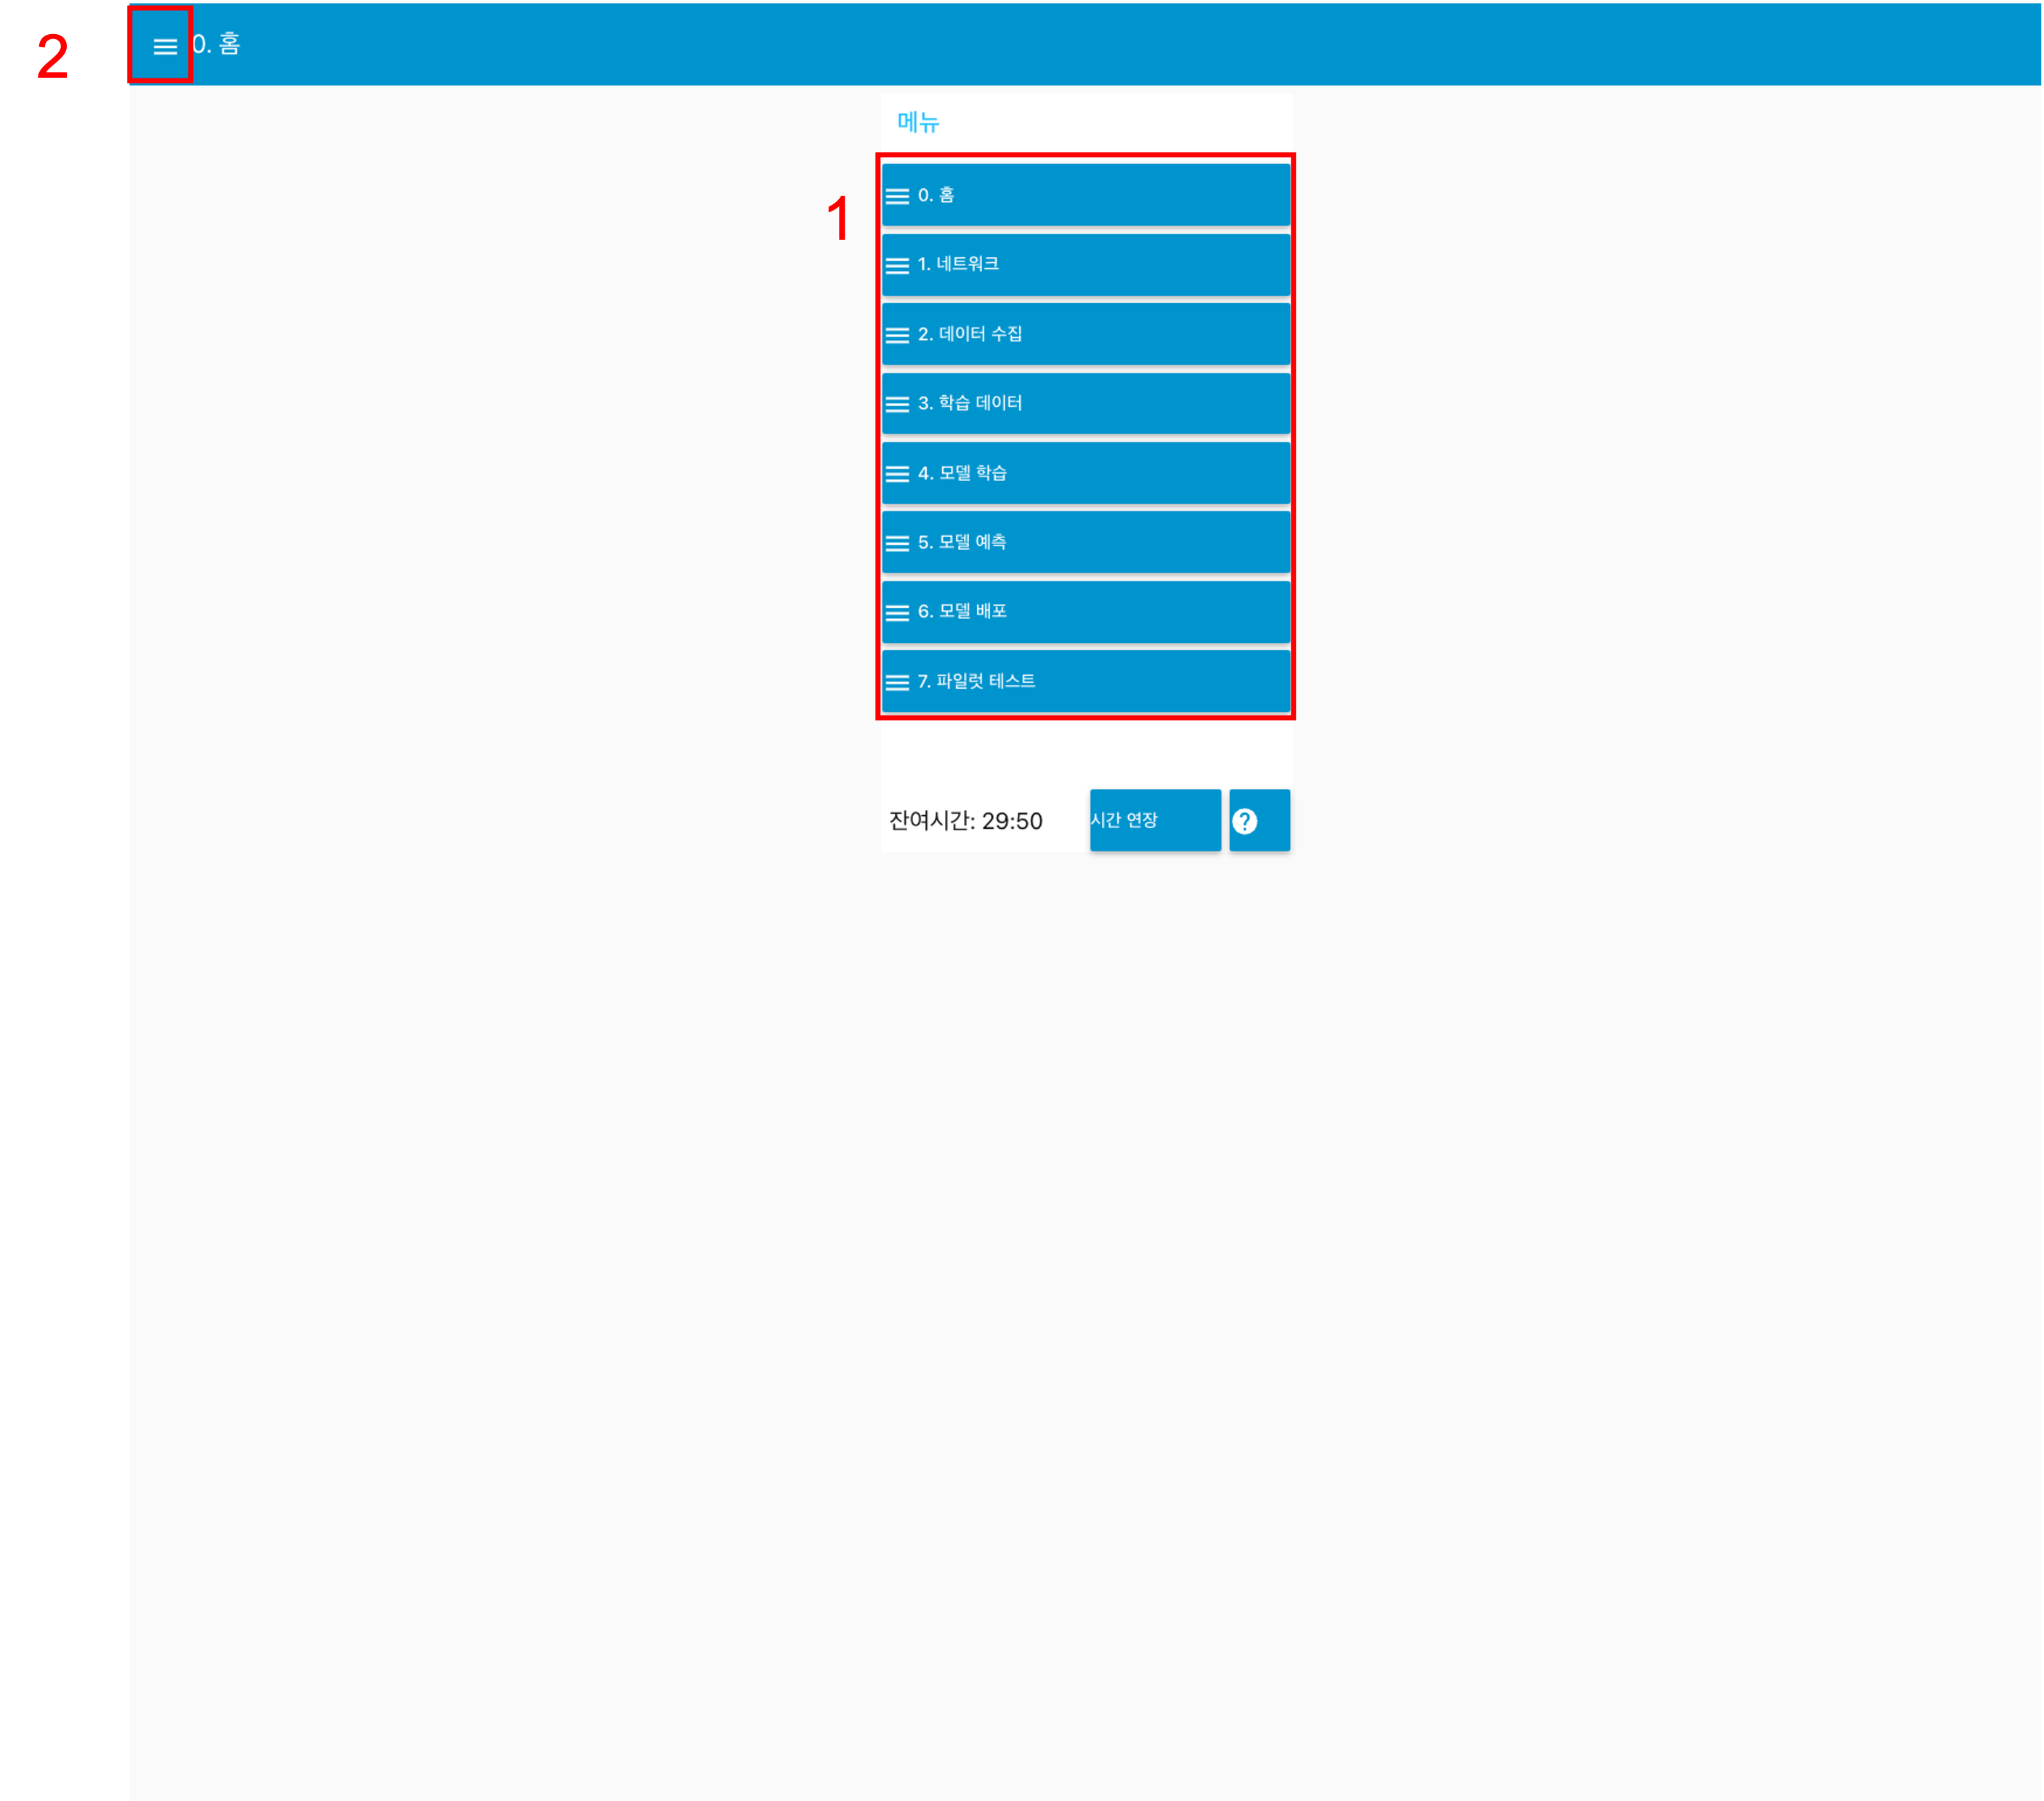 2
0. 홈
메뉴
1
0. 홈
1. 네트워크
2. 데이터 수집
3. 학습 데이터
4. 모델 학습
5. 모델 예측
6. 모델 배포
7. 파일럿 테스트
잔여시간: 29:50
시간 연장
?